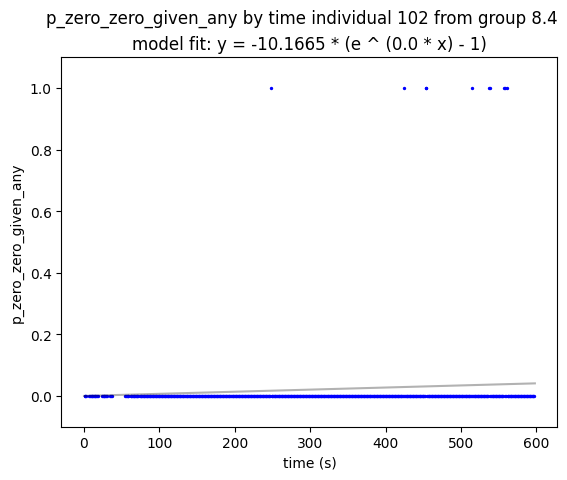 p_zero_zero_given_any by time individual 102 from group 8.4
model fit: y = -10.1665 * (e ^ (0.0 * x) - 1)
1.0
0.8
0.6
0.4
0.2
0.0
p_zero_zero_given_any
0 100 200 300 400 500 600
time (s)